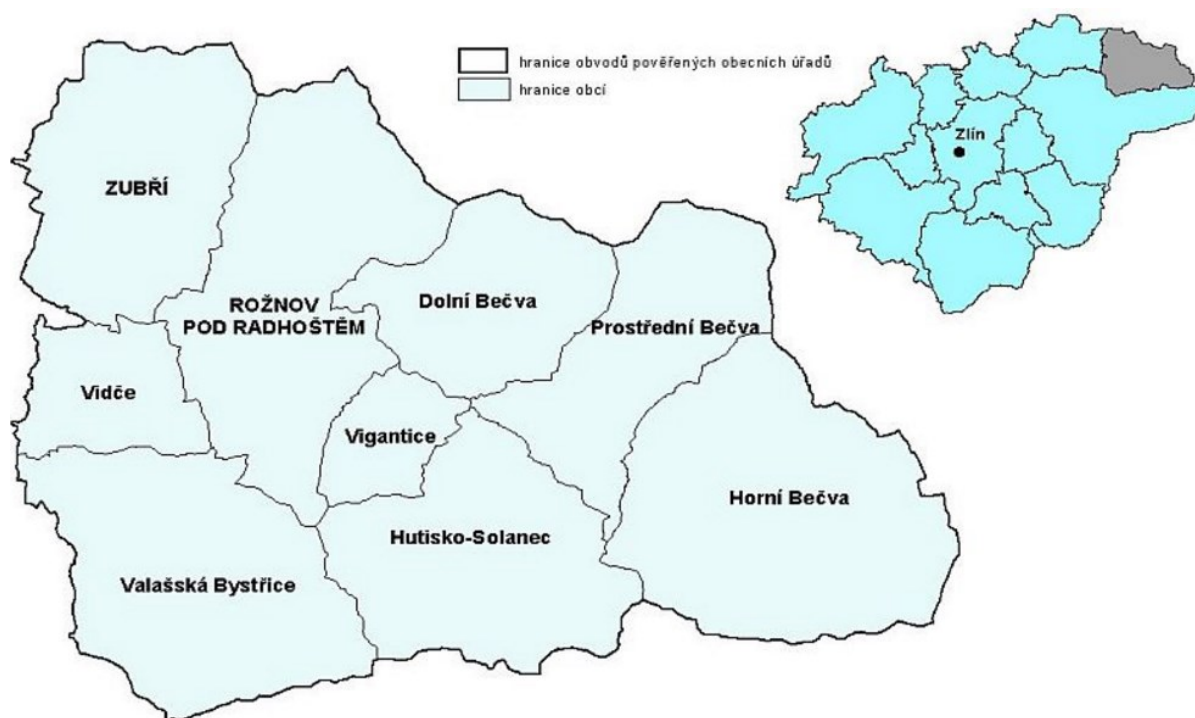 hranice obvodů pověřených obecních úřadů
hranice obcí
Zlín
ZUBŘÍ
ROŽNOV
POD RADHOŠTĚM
Dolní Bečva
Prostřední Bečva
Vidče
Vigantice
Horní Bečva
Hutisko-Solanec
Valašská Bystřice